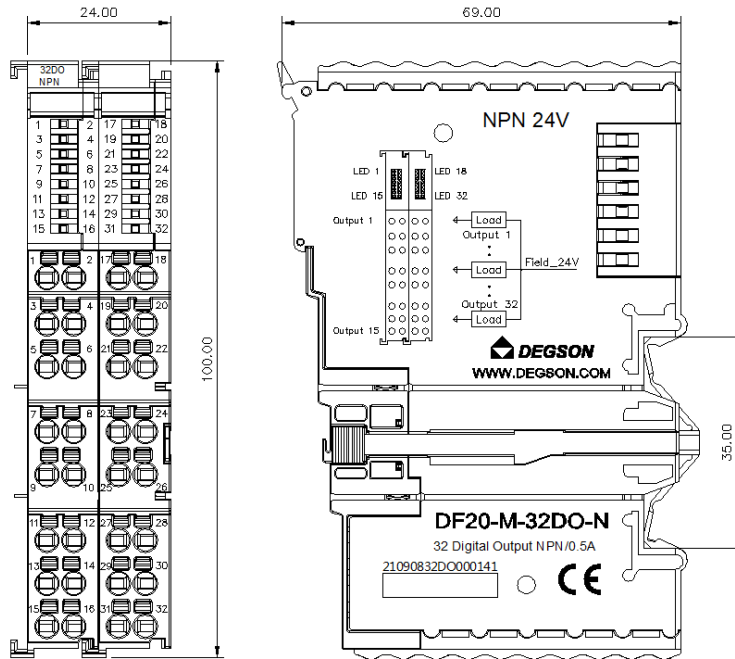 24.00
69.00
32DO
NPN
1 2 17 18
3 4 19 20
5 6 21 22
7 8 23 24
9 10 25 26
11 12 27 28
13 14 29 30
15 16 31 32
1 2 17 18
3 4 19 20
5 6 21 22
7 8 23 24
9 10 25 26
11 12 27 28
13 14 29 30
15 16 31 32
100.00
NPN 24V
LED 1 LED 18
LED 15 LED 32
Output 1
Load
Output 1
Load
Field_24V
Output 32
Load
Output 15
DEGSON
WWW.DEGSON.COM
35.00
DF20-M-32DO-N
32 Digital Output NPN/0.5A
21090832DO000141
CE